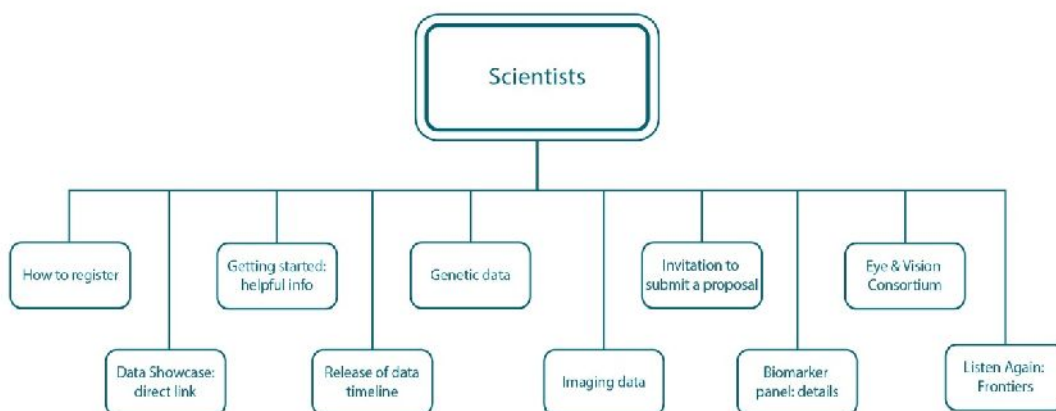 Scientists
How to register
Getting started:
helpful info
Genetic data
Invitation to
submit a proposal
Eye & Vision
Consortium
Data Showcase:
direct link
Release of data
timeline
Imaging data
Biomarker
panel: details
Listen Again:
Frontiers